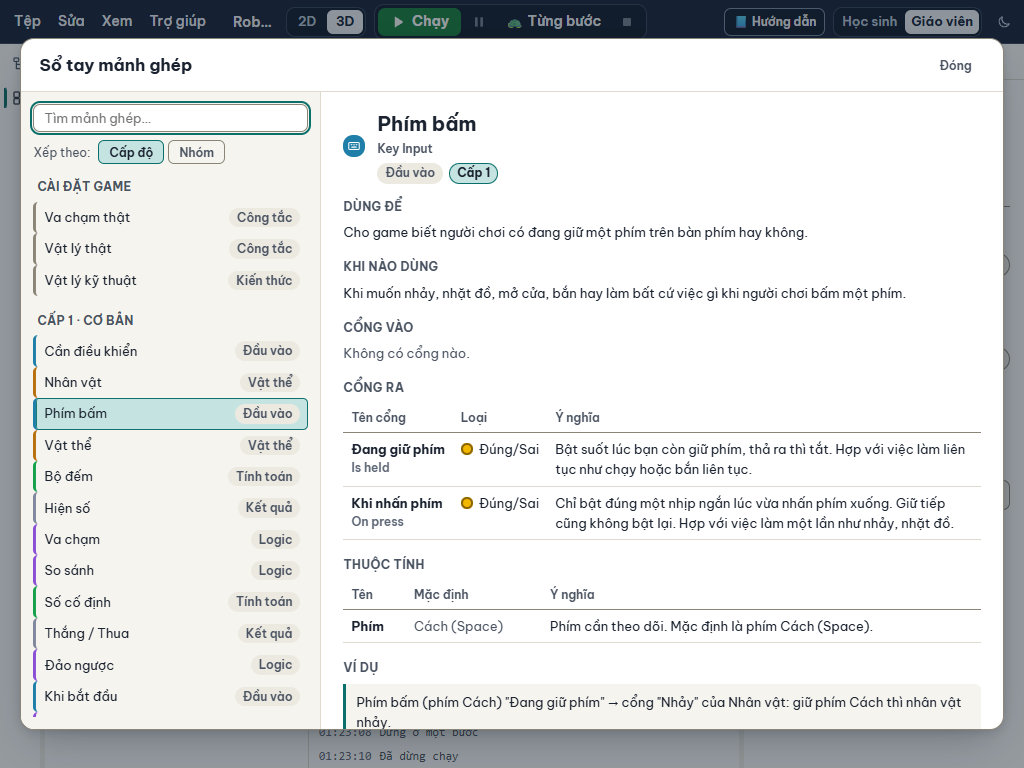 Tệp Sửa Xem Trợ giúp Rob... 2D 3D Chạy Từng bước Hướng dẫn Học sinh Giáo viên
Sổ tay mảnh ghép
Đóng
Tìm mảnh ghép...
Xếp theo: Cấp độ Nhóm
CÀI ĐẶT GAME
Va chạm thật Công tắc
Vật lý thật Công tắc
Vật lý kỹ thuật Kiến thức
CẤP 1 · CƠ BẢN
Cần điều khiển Đầu vào
Nhân vật Vật thể
Phím bấm Đầu vào
Vật thể Vật thể
Bộ đếm Tính toán
Hiện số Kết quả
Va chạm Logic
So sánh Logic
Số cố định Tính toán
Thắng / Thua Kết quả
Đảo ngược Logic
Khi bắt đầu Đầu vào
Phím bấm
Key Input
Đầu vào Cấp 1
DÙNG ĐỂ
Cho game biết người chơi có đang giữ một phím trên bàn phím hay không.
KHI NÀO DÙNG
Khi muốn nhảy, nhặt đồ, mở cửa, bắn hay làm bất cứ việc gì khi người chơi bấm một phím.
CỔNG VÀO
Không có cổng nào.
CỔNG RA
Tên cổng Loại Ý nghĩa
Đang giữ phím Đúng/Sai Bật suốt lúc bạn còn giữ phím, thả ra thì tắt. Hợp với việc làm liên
Is held tục như chạy hoặc bắn liên tục.
Khi nhấn phím Đúng/Sai Chỉ bật đúng một nhịp ngắn lúc vừa nhấn phím xuống. Giữ tiếp
On press cũng không bật lại. Hợp với việc làm một lần như nhảy, nhặt đồ.
THUỘC TÍNH
Tên Mặc định Ý nghĩa
Phím Cách (Space) Phím cần theo dõi. Mặc định là phím Cách (Space).
VÍ DỤ
Phím bấm (phím Cách) "Đang giữ phím" → cổng "Nhảy" của Nhân vật: giữ phím Cách thì nhân vật
nhảy.
01:23:08 Dừng ở một bước
01:23:10 Đã dừng chạy